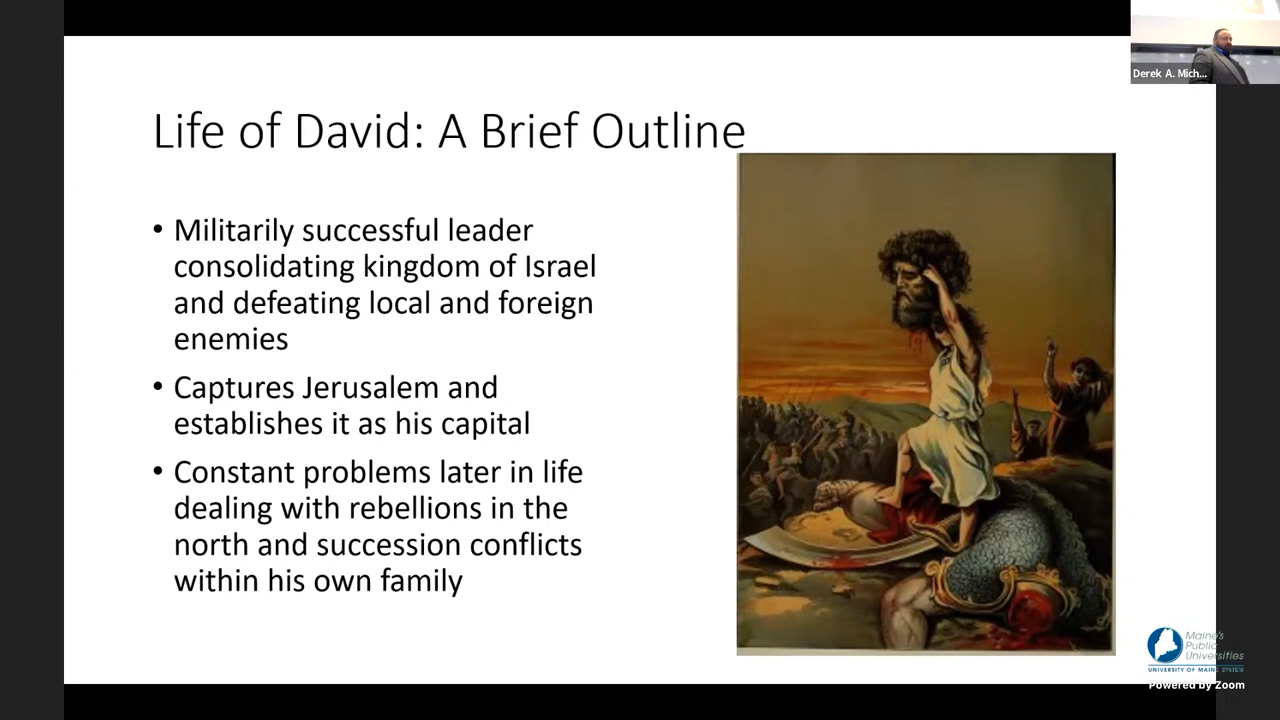 Derek A. Mich...
Life of David: A Brief Outline
• Militarily successful leader
consolidating kingdom of Israel
and defeating local and foreign
enemies
• Captures Jerusalem and
establishes it as his capital
• Constant problems later in life
dealing with rebellions in the
north and succession conflicts
within his own family
Maine's
Public
Universities
UNIVERSITY OF MAINE SYSTEM
Powered by Zoom